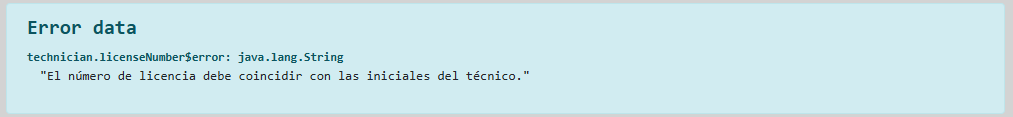 Error data
technician.licenseNumber$error: java.lang.String
"El número de licencia debe coincidir con las iniciales del técnico."